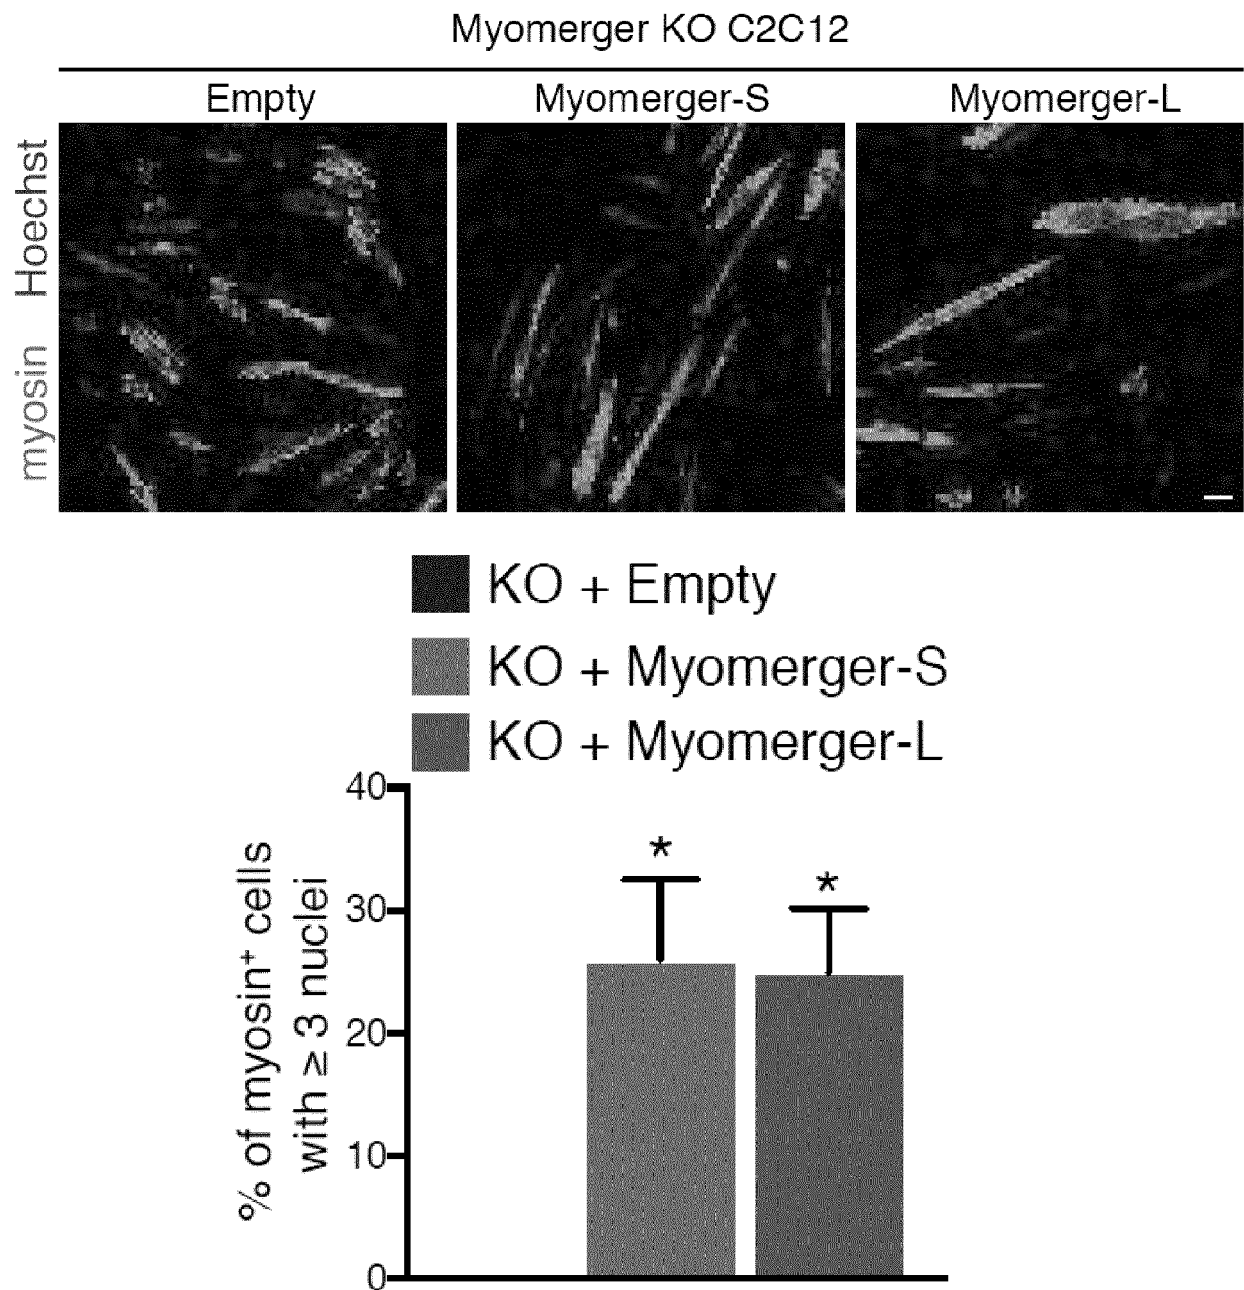 Myomerger KO C2C12
Empty
Myomerger-S
Myomerger-L
myosin Hoechst
KO + Empty
KO + Myomerger-S
KO + Myomerger-L
% of myosin⁺ cells
with ≥ 3 nuclei
40
30
20
10
0
*
*